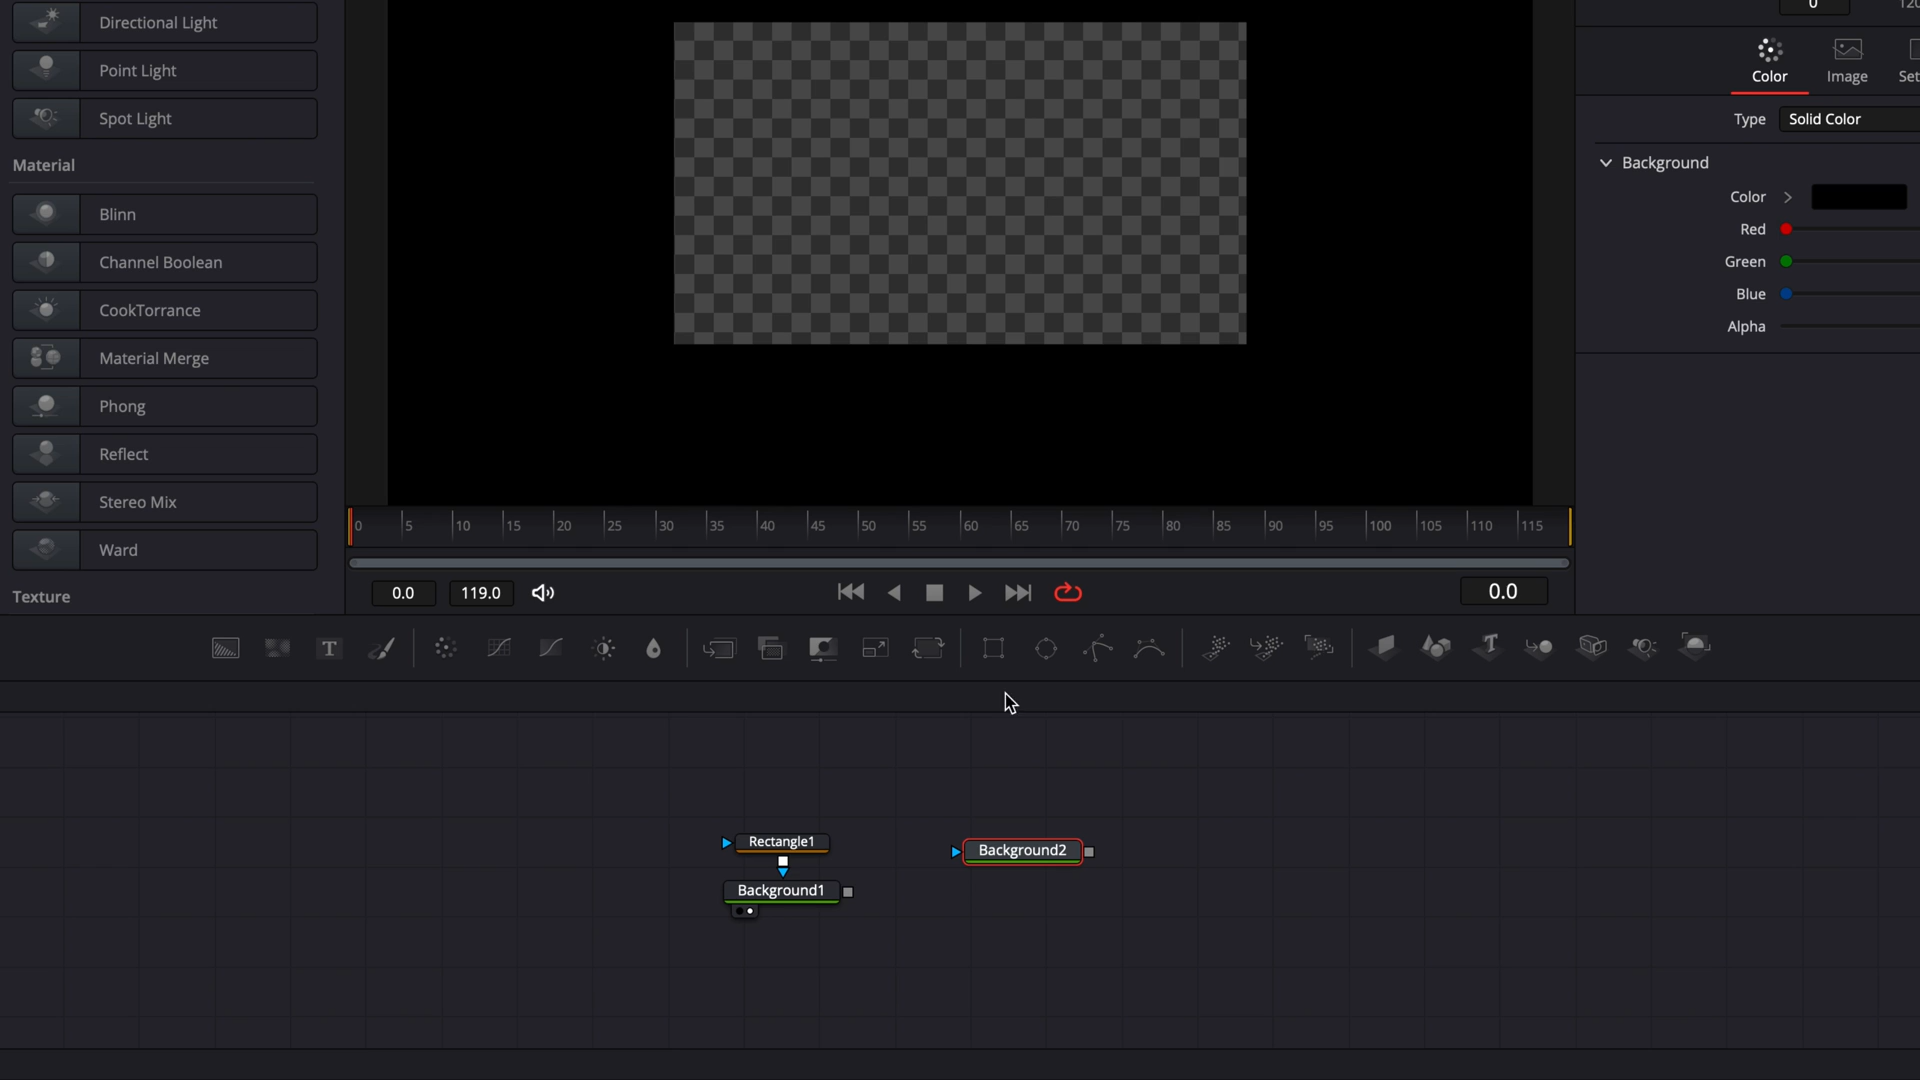 Directional Light
Point Light
Spot Light
Material
Blinn
Channel Boolean
CookTorrance
Material Merge
Phong
Reflect
Stereo Mix
Ward
Texture
0 5 10 15 20 25 30 35 40 45 50 55 60 65 70 75 80 85 90 95 100 105 110 115
0.0 119.0 0.0
Color Image
Type Solid Color
Background
Color
Red
Green
Blue
Alpha
T
T
Rectangle1
Background1
Background2